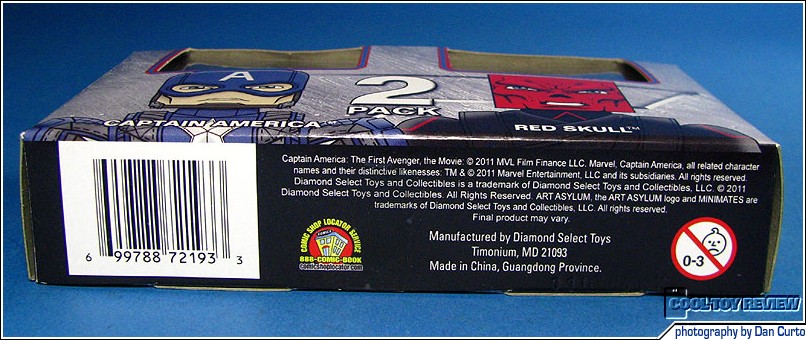 A
2
PACK
CAPTAIN AMERICA™
RED SKULL™
Captain America: The First Avenger, the Movie: © 2011 MVL Film Finance LLC. Marvel, Captain America, all related character
names and their distinctive likenesses: TM & © 2011 Marvel Entertainment, LLC and its subsidiaries. All rights reserved.
Diamond Select Toys and Collectibles is a trademark of Diamond Select Toys and Collectibles, LLC. © 2011
Diamond Select Toys and Collectibles. All Rights Reserved. ART ASYLUM, the ART ASYLUM logo and MINIMATES are
trademarks of Diamond Select Toys and Collectibles, LLC. All rights reserved.
Final product may vary.
COMIC SHOP LOCATOR SERVICE
888-COMIC-BOOK
comicshoplocator.com
Manufactured by Diamond Select Toys
Timonium, MD 21093
Made in China, Guangdong Province.
0-3
6 99788 72193 3
COOL TOY REVIEW
photography by Dan Curto